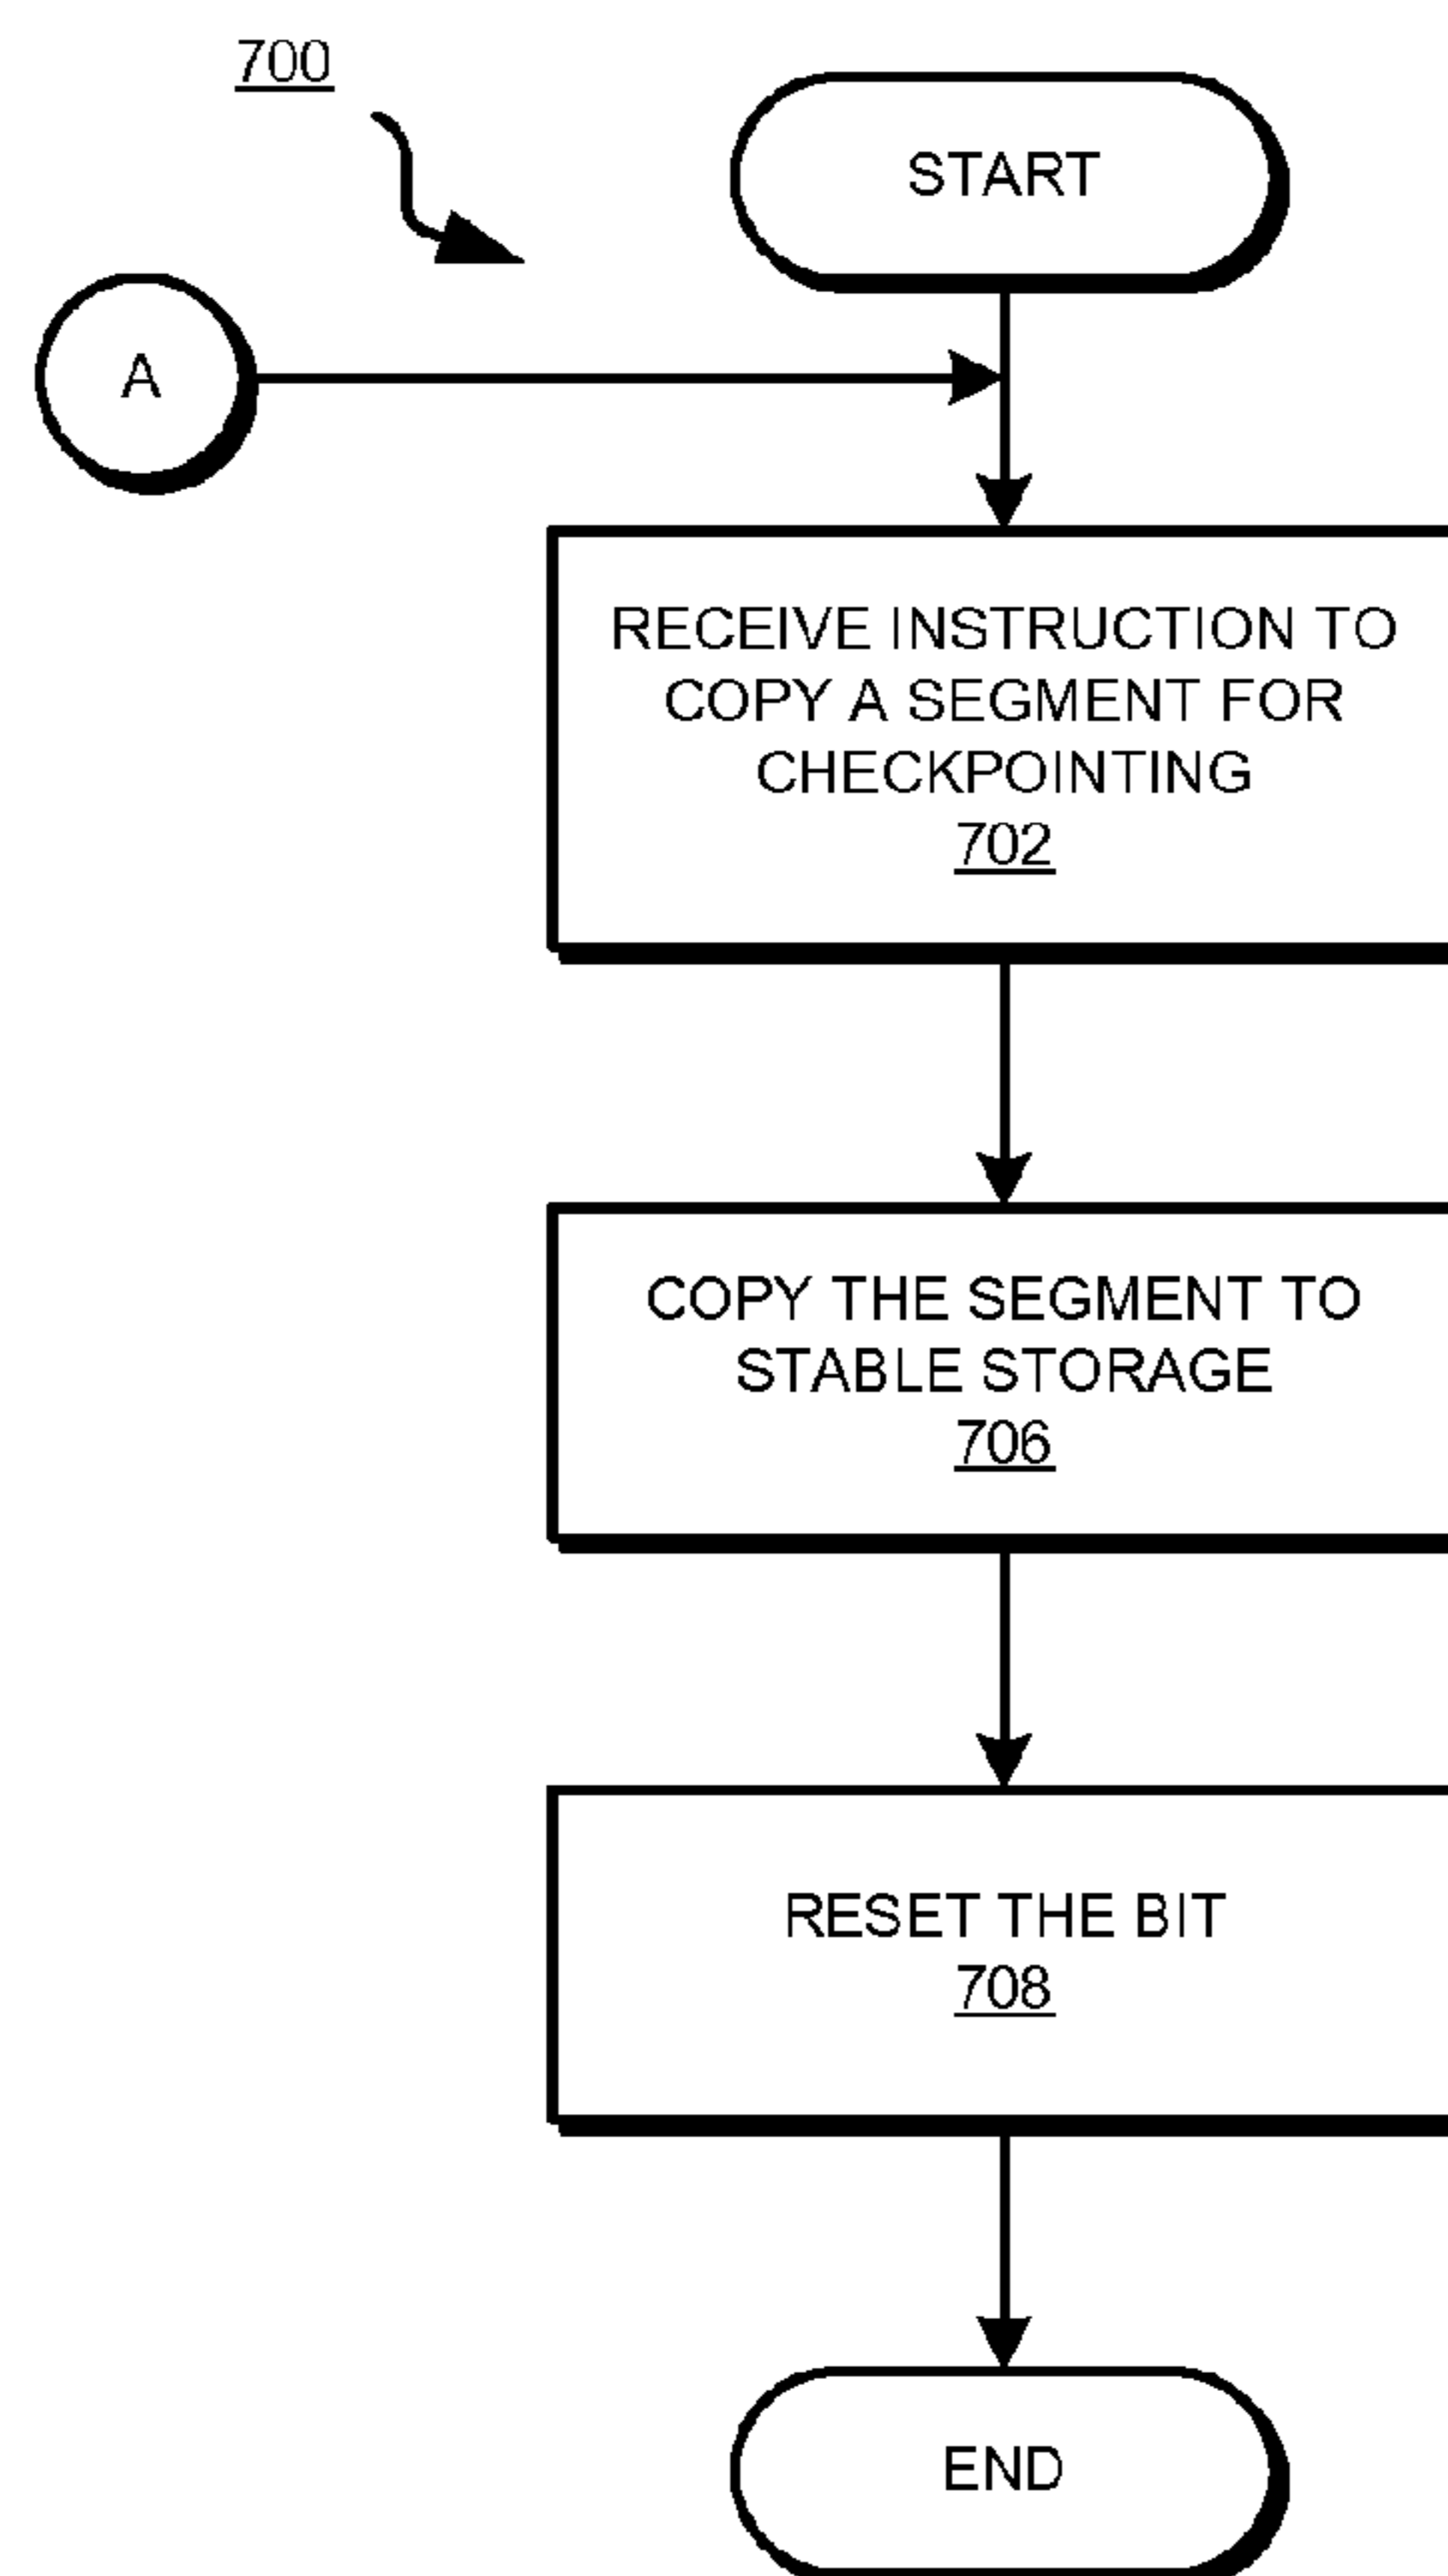 700
START
A
RECEIVE INSTRUCTION TO
COPY A SEGMENT FOR
CHECKPOINTING
702
COPY THE SEGMENT TO
STABLE STORAGE
706
RESET THE BIT
708
END